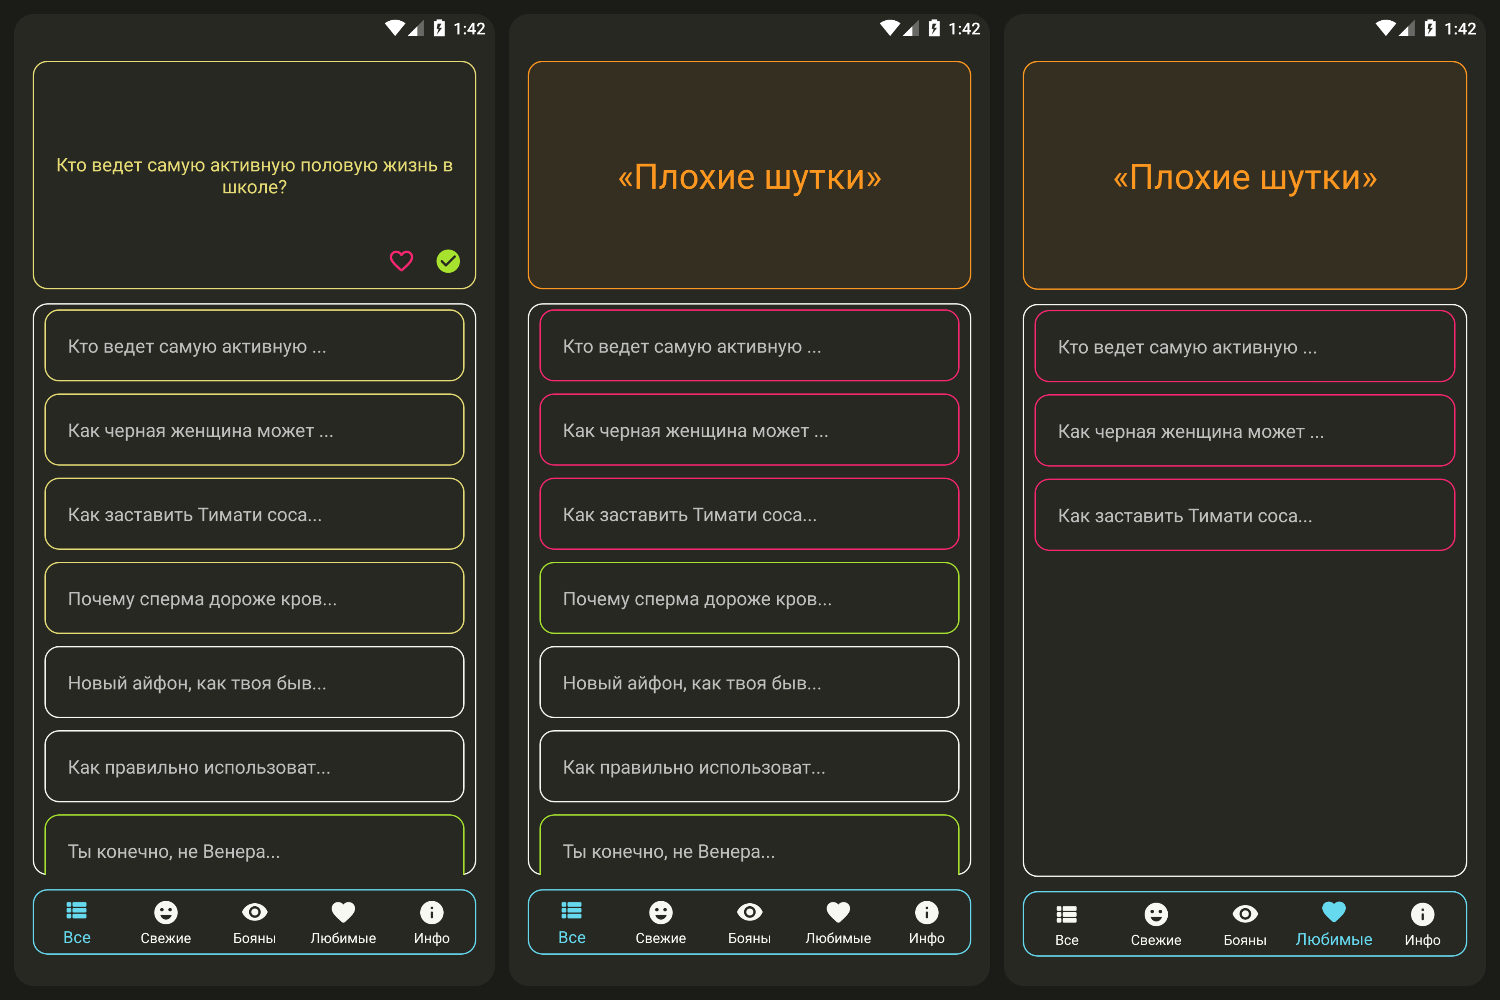 1:42
Кто ведет самую активную половую жизнь в
школе?
Кто ведет самую активную ...
Как черная женщина может ...
Как заставить Тимати соса...
Почему сперма дороже кров...
Новый айфон, как твоя быв...
Как правильно использоват...
Ты конечно, не Венера...
Все
Свежие
Бояны
Любимые
Инфо
1:42
«Плохие шутки»
Кто ведет самую активную ...
Как черная женщина может ...
Как заставить Тимати соса...
Почему сперма дороже кров...
Новый айфон, как твоя быв...
Как правильно использоват...
Ты конечно, не Венера...
Все
Свежие
Бояны
Любимые
Инфо
1:42
«Плохие шутки»
Кто ведет самую активную ...
Как черная женщина может ...
Как заставить Тимати соса...
Все
Свежие
Бояны
Любимые
Инфо